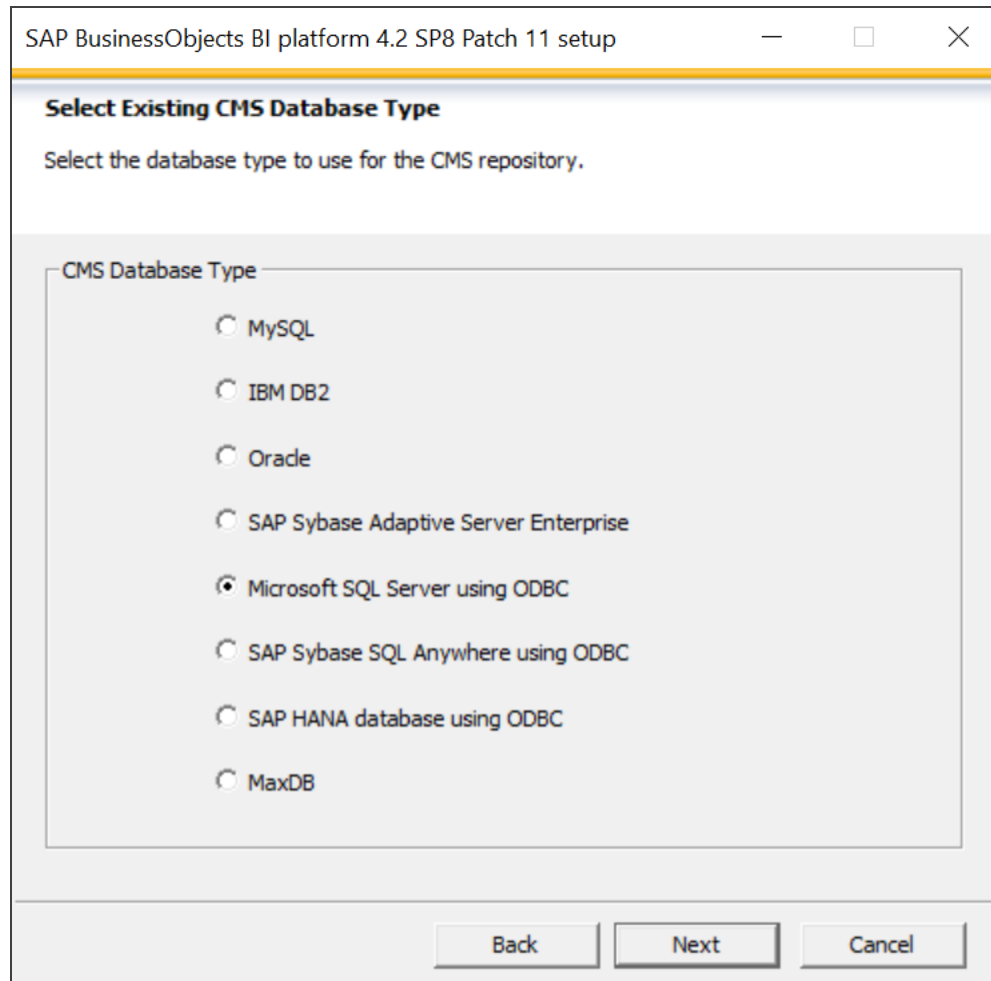 SAP BusinessObjects BI platform 4.2 SP8 Patch 11 setup
Select Existing CMS Database Type
Select the database type to use for the CMS repository.
CMS Database Type
MySQL
IBM DB2
Oracle
SAP Sybase Adaptive Server Enterprise
Microsoft SQL Server using ODBC
SAP Sybase SQL Anywhere using ODBC
SAP HANA database using ODBC
MaxDB
Back Next Cancel